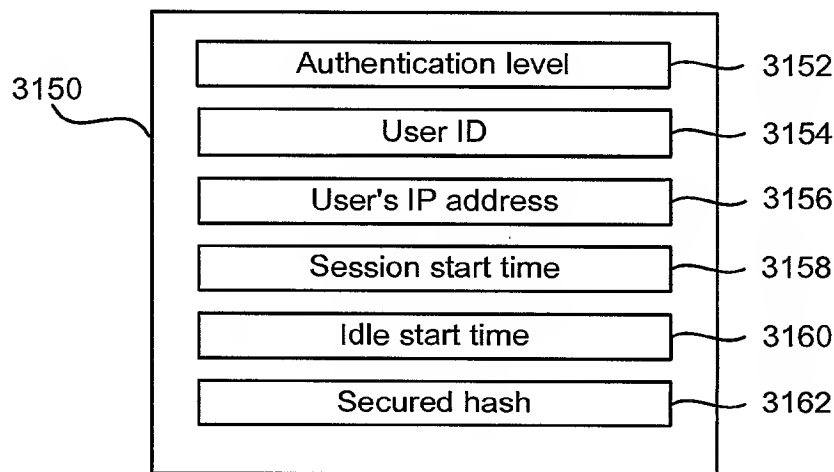 Authentication level 3152
3150
User ID 3154
User's IP address 3156
Session start time 3158
Idle start time 3160
Secured hash 3162